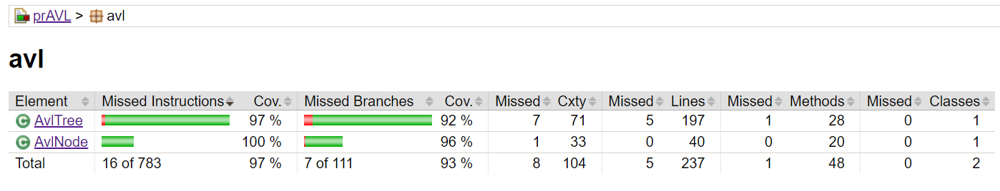 prAVL > avl
avl
Element Missed Instructions Cov. Missed Branches Cov. Missed Cxty Missed Lines Missed Methods Missed Classes
C AvlTree 97 % 92 % 7 71 5 197 1 28 0 1
C AvlNode 100 % 96 % 1 33 0 40 0 20 0 1
Total 16 of 783 97 % 7 of 111 93 % 8 104 5 237 1 48 0 2